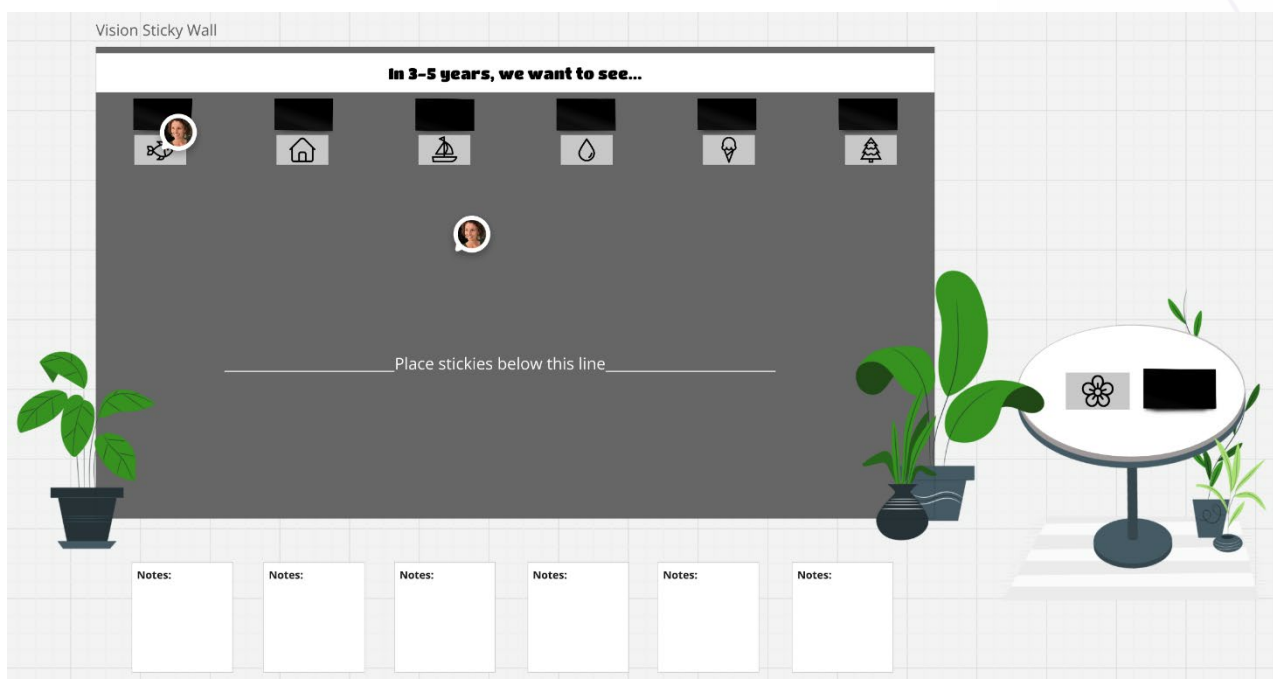 Vision Sticky Wall
In 3-5 years, we want to see...
Place stickies below this line
Notes:
Notes:
Notes:
Notes:
Notes:
Notes: